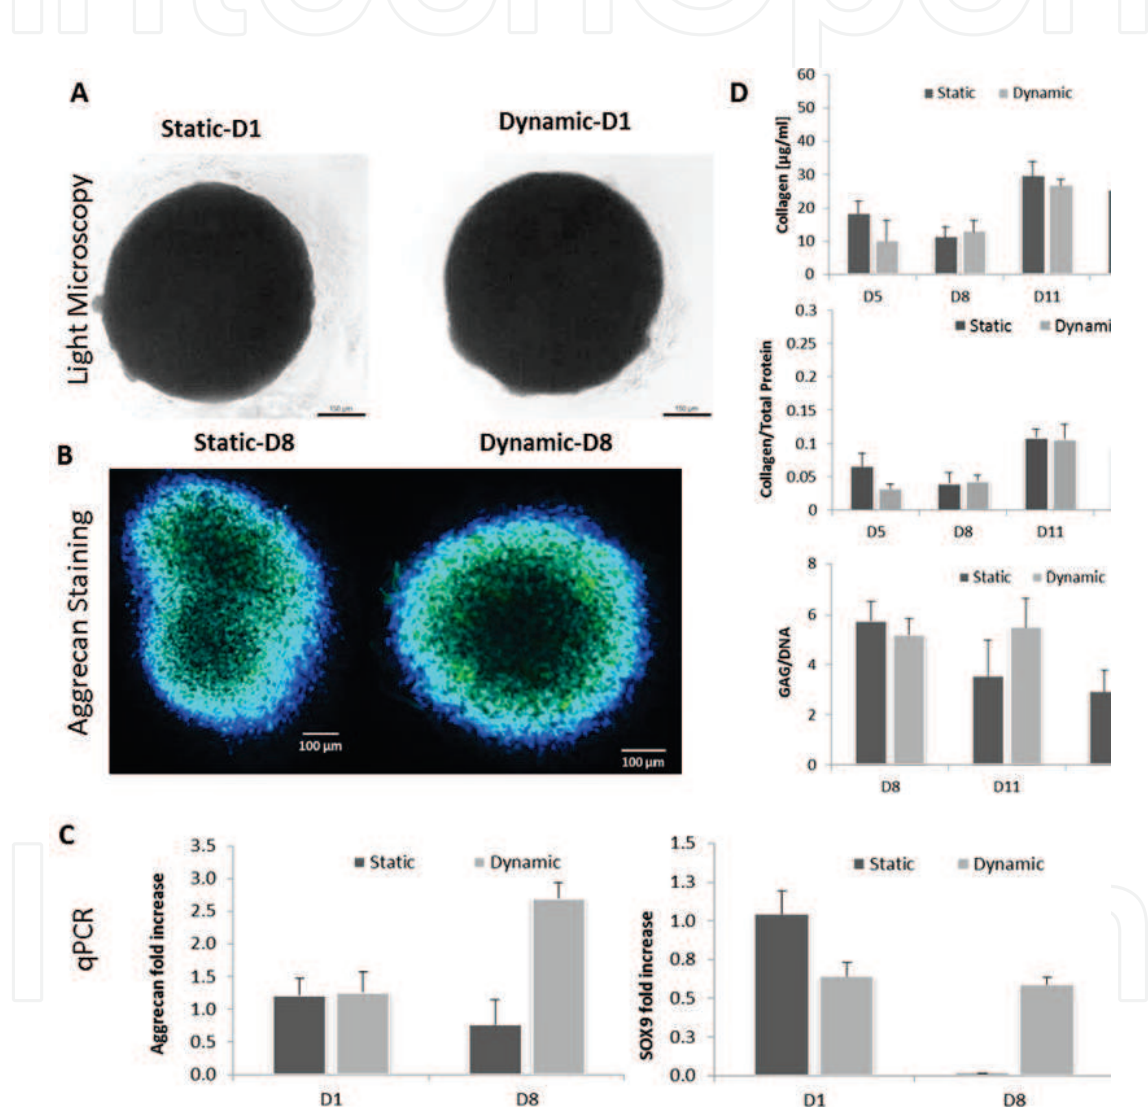 A
Static-D1
Dynamic-D1
Light Microscopy
150 µm
150 µm
B
Static-D8
Dynamic-D8
Aggrecan Staining
100 µm
100 µm
C
qPCR
Aggrecan fold increase
Static
Dynamic
3.5
3.0
2.5
2.0
1.5
1.0
0.5
0.0
D1
D8
SOX9 fold increase
Static
Dynamic
1.5
1.3
1.0
0.8
0.5
0.3
0.0
D1
D8
D
Collagen [µg/ml]
Static
Dynamic
60
50
40
30
20
10
0
D5
D8
D11
Collagen/Total Protein
Static
Dynami
0.3
0.25
0.2
0.15
0.1
0.05
0
D5
D8
D11
GAG/DNA
Static
Dynamic
8
6
4
2
0
D8
D11